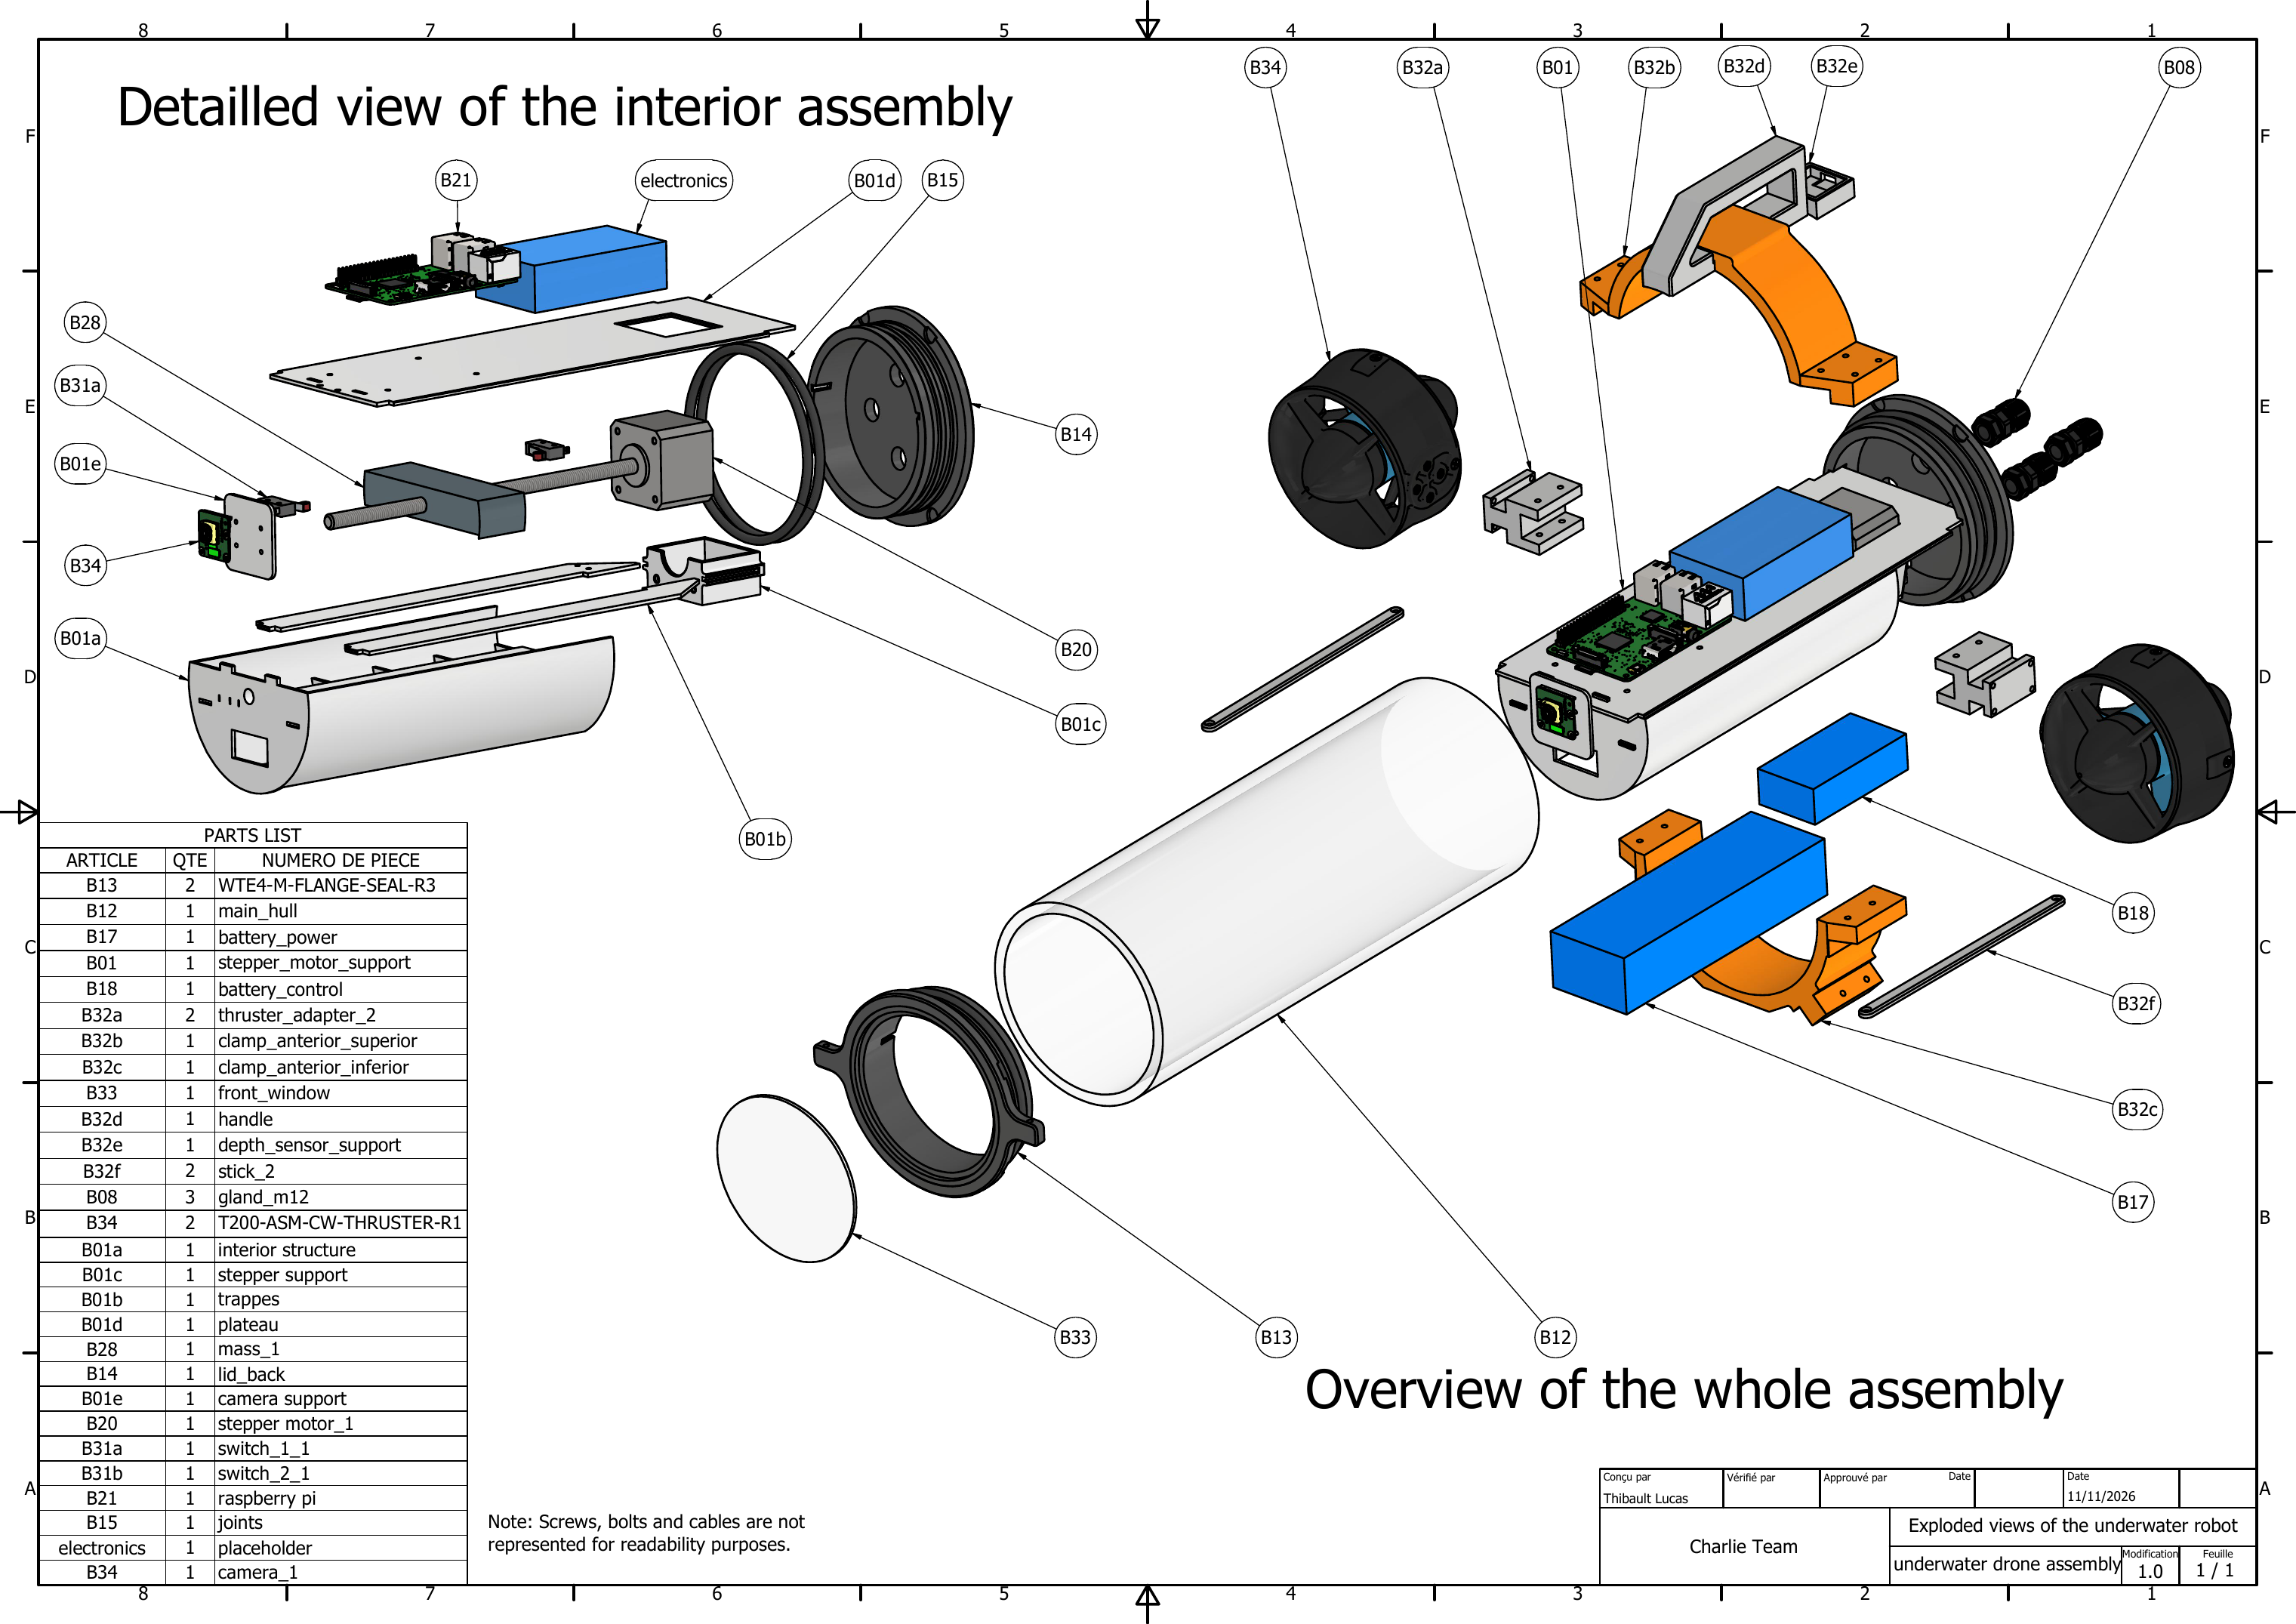 8 7 6 5 4 3 2 1
F F
E E
D D
C C
B B
A A
Detailled view of the interior assembly
B21
electronics
B01d
B15
B28
B31a
B01e
B34
B01a
B14
B20
B01c
B01b
B34
B32a
B01
B32b
B32d
B32e
B08
B18
B32f
B32c
B17
B33
B13
B12
Overview of the whole assembly
PARTS LIST
ARTICLE QTE NUMERO DE PIECE
B13 2 WTE4-M-FLANGE-SEAL-R3
B12 1 main_hull
B17 1 battery_power
B01 1 stepper_motor_support
B18 1 battery_control
B32a 2 thruster_adapter_2
B32b 1 clamp_anterior_superior
B32c 1 clamp_anterior_inferior
B33 1 front_window
B32d 1 handle
B32e 1 depth_sensor_support
B32f 2 stick_2
B08 3 gland_m12
B34 2 T200-ASM-CW-THRUSTER-R1
B01a 1 interior structure
B01c 1 stepper support
B01b 1 trappes
B01d 1 plateau
B28 1 mass_1
B14 1 lid_back
B01e 1 camera support
B20 1 stepper motor_1
B31a 1 switch_1_1
B31b 1 switch_2_1
B21 1 raspberry pi
B15 1 joints
electronics 1 placeholder
B34 1 camera_1
Note: Screws, bolts and cables are not
represented for readability purposes.
Conçu par Vérifié par Approuvé par Date Date
Thibault Lucas 11/11/2026
Charlie Team
Exploded views of the underwater robot
underwater drone assembly
Modification
1.0
Feuille
1 / 1
8 7 6 5 4 3 2 1